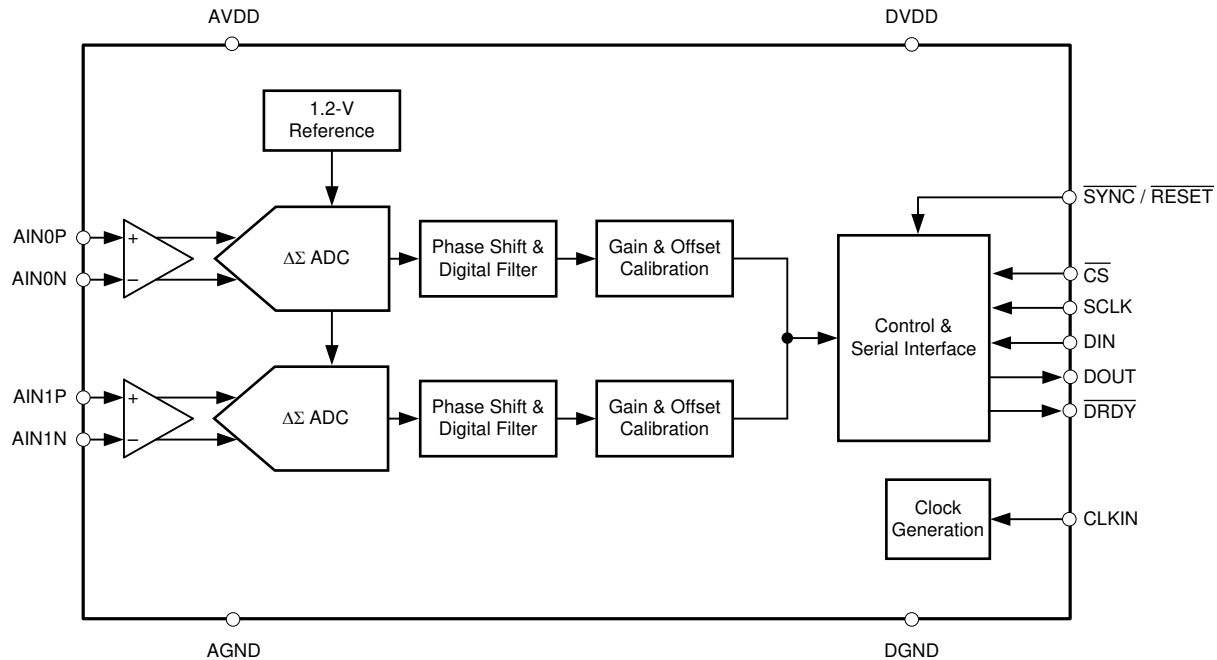 AVDD
DVDD
1.2-V
Reference
SYNC / RESET
AIN0P
+
ΔΣ ADC
Phase Shift &
Digital Filter
Gain & Offset
Calibration
AIN0N
−
CS
SCLK
Control &
Serial Interface
DIN
DOUT
DRDY
AIN1P
+
ΔΣ ADC
Phase Shift &
Digital Filter
Gain & Offset
Calibration
AIN1N
−
Clock
Generation
CLKIN
AGND
DGND